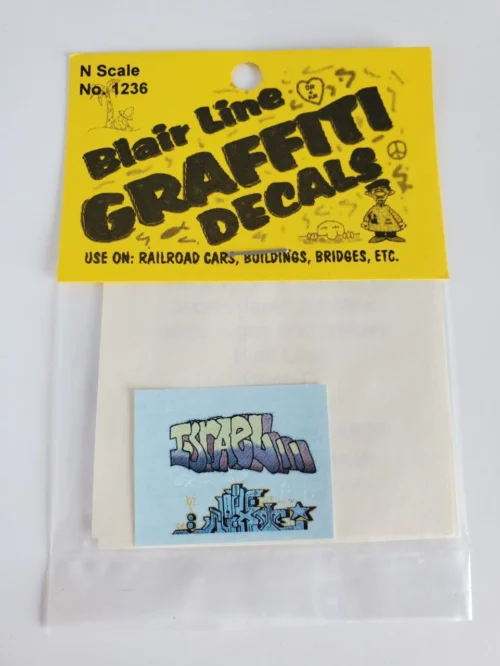 N Scale
No. 1236
Blair Line
GRAFFITI
DECALS
USE ON: RAILROAD CARS, BUILDINGS, BRIDGES, ETC.
ISRAEL